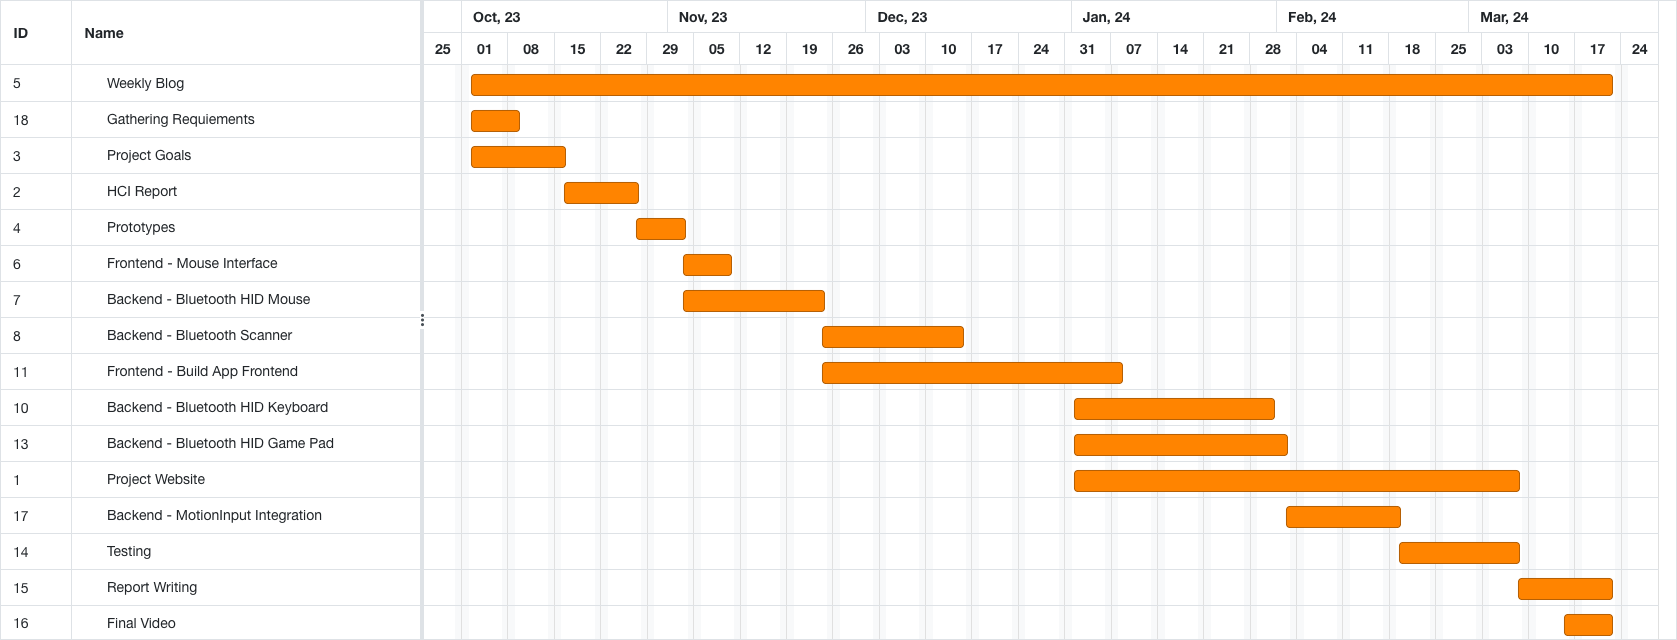 ID Name Oct, 23 Nov, 23 Dec, 23 Jan, 24 Feb, 24 Mar, 24
25 01 08 15 22 29 05 12 19 26 03 10 17 24 31 07 14 21 28 04 11 18 25 03 10 17 24
5 Weekly Blog
18 Gathering Requiements
3 Project Goals
2 HCI Report
4 Prototypes
6 Frontend - Mouse Interface
7 Backend - Bluetooth HID Mouse
8 Backend - Bluetooth Scanner
11 Frontend - Build App Frontend
10 Backend - Bluetooth HID Keyboard
13 Backend - Bluetooth HID Game Pad
1 Project Website
17 Backend - MotionInput Integration
14 Testing
15 Report Writing
16 Final Video